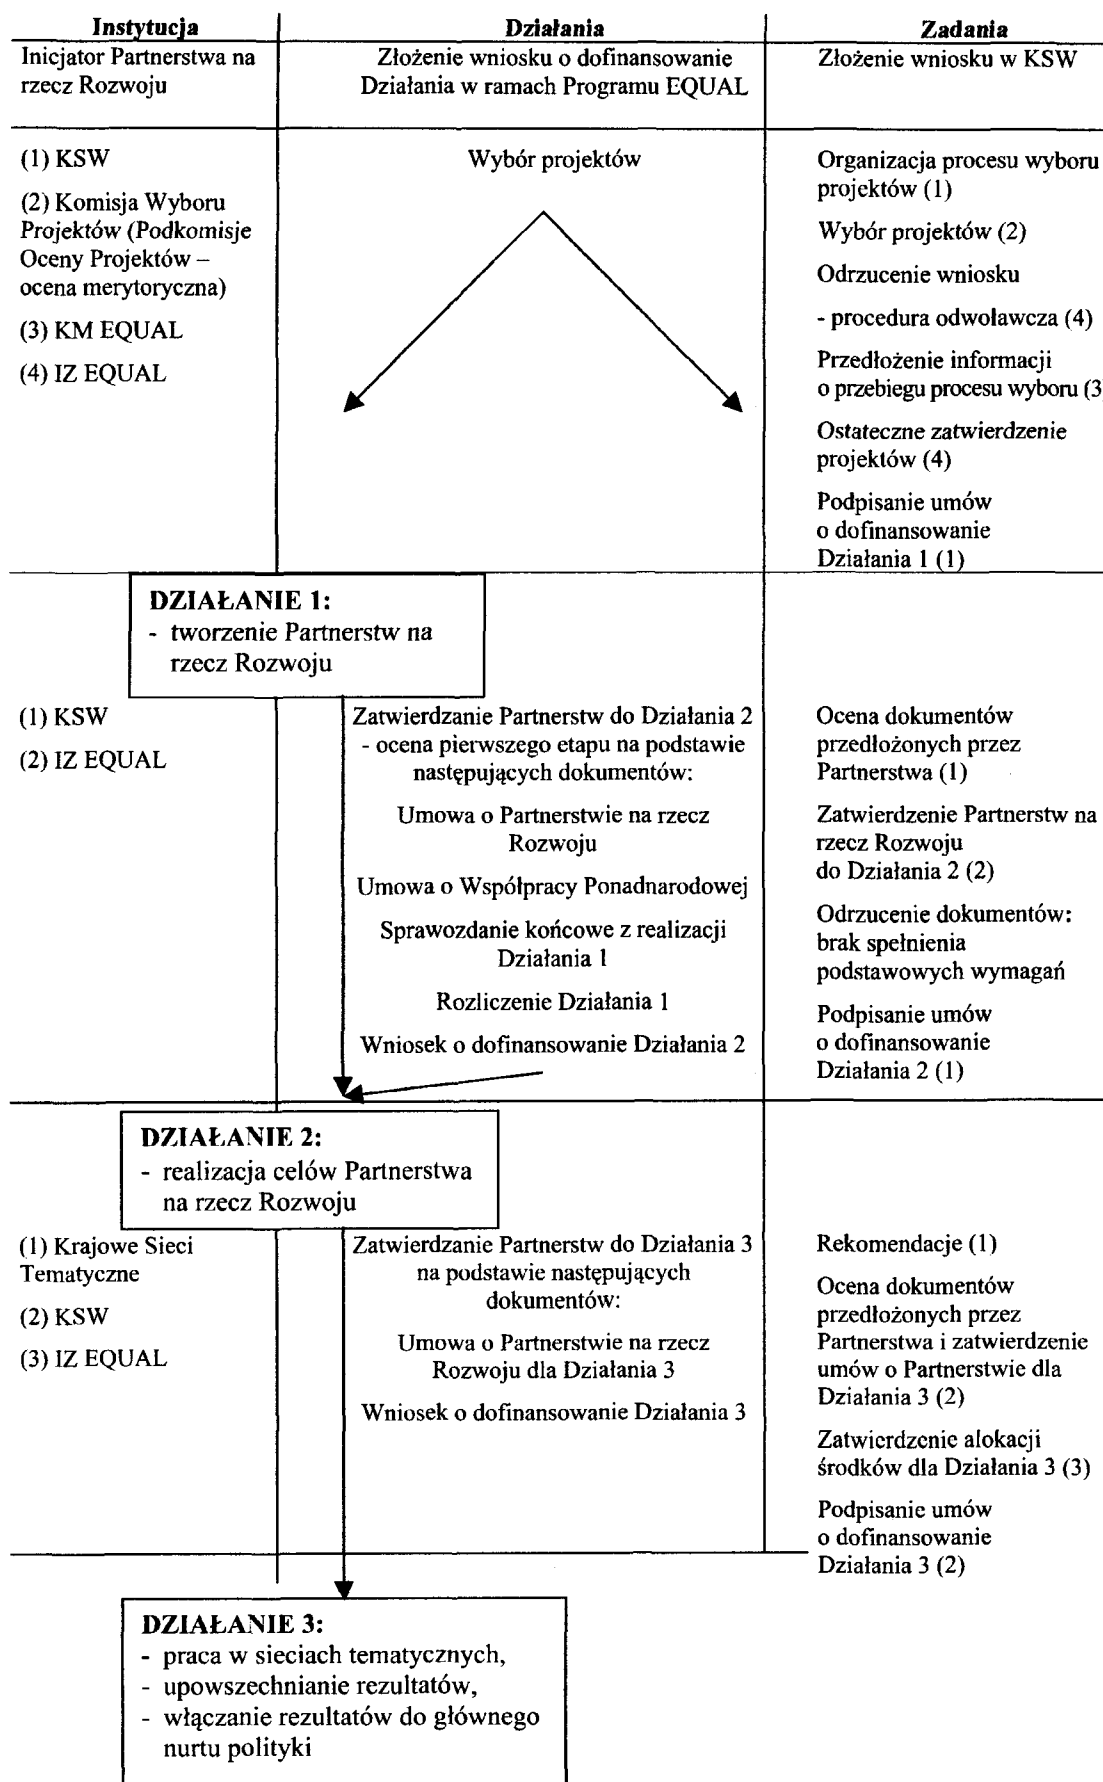 Instytucja
Działania
Zadania
Inicjator Partnerstwa na
rzecz Rozwoju
Złożenie wniosku o dofinansowanie
Działania w ramach Programu EQUAL
Złożenie wniosku w KSW
(1) KSW
(2) Komisja Wyboru
Projektów (Podkomisje
Oceny Projektów –
ocena merytoryczna)
(3) KM EQUAL
(4) IZ EQUAL
Wybór projektów
Organizacja procesu wyboru
projektów (1)
Wybór projektów (2)
Odrzucenie wniosku
- procedura odwoławcza (4)
Przedłożenie informacji
o przebiegu procesu wyboru (3
Ostateczne zatwierdzenie
projektów (4)
Podpisanie umów
o dofinansowanie
Działania 1 (1)
DZIAŁANIE 1:
- tworzenie Partnerstw na
rzecz Rozwoju
(1) KSW
(2) IZ EQUAL
Zatwierdzanie Partnerstw do Działania 2
- ocena pierwszego etapu na podstawie
następujących dokumentów:
Umowa o Partnerstwie na rzecz
Rozwoju
Umowa o Współpracy Ponadnarodowej
Sprawozdanie końcowe z realizacji
Działania 1
Rozliczenie Działania 1
Wniosek o dofinansowanie Działania 2
Ocena dokumentów
przedłożonych przez
Partnerstwa (1)
Zatwierdzenie Partnerstw na
rzecz Rozwoju
do Działania 2 (2)
Odrzucenie dokumentów:
brak spełnienia
podstawowych wymagań
Podpisanie umów
o dofinansowanie
Działania 2 (1)
DZIAŁANIE 2:
- realizacja celów Partnerstwa
na rzecz Rozwoju
(1) Krajowe Sieci
Tematyczne
(2) KSW
(3) IZ EQUAL
Zatwierdzanie Partnerstw do Działania 3
na podstawie następujących
dokumentów:
Umowa o Partnerstwie na rzecz
Rozwoju dla Działania 3
Wniosek o dofinansowanie Działania 3
Rekomendacje (1)
Ocena dokumentów
przedłożonych przez
Partnerstwa i zatwierdzenie
umów o Partnerstwie dla
Działania 3 (2)
Zatwierdzenie alokacji
środków dla Działania 3 (3)
Podpisanie umów
o dofinansowanie
Działania 3 (2)
DZIAŁANIE 3:
- praca w sieciach tematycznych,
- upowszechnianie rezultatów,
- włączanie rezultatów do głównego
nurtu polityki